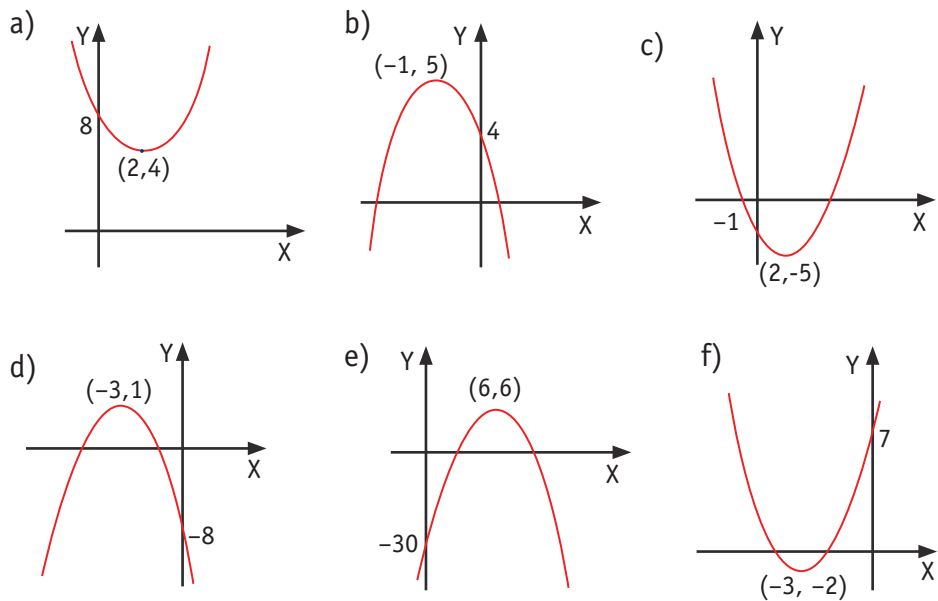 a)
Y
8
(2,4)
X
b)
Y
(−1, 5)
4
X
c)
Y
−1
X
(2,-5)
d)
Y
(−3,1)
X
−8
e)
Y
(6,6)
X
−30
f)
Y
7
X
(−3, −2)